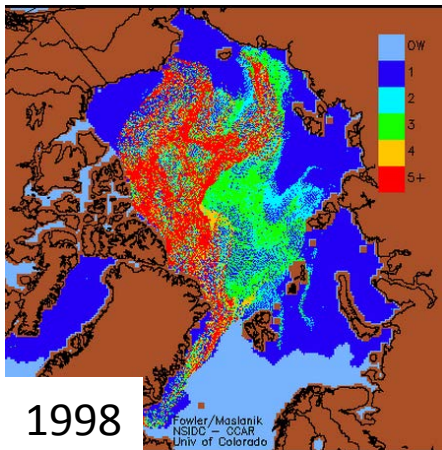 OW
1
2
3
4
5+
1998
Fowler/Maslanik
NSIDC – CCAR
Univ of Colorado